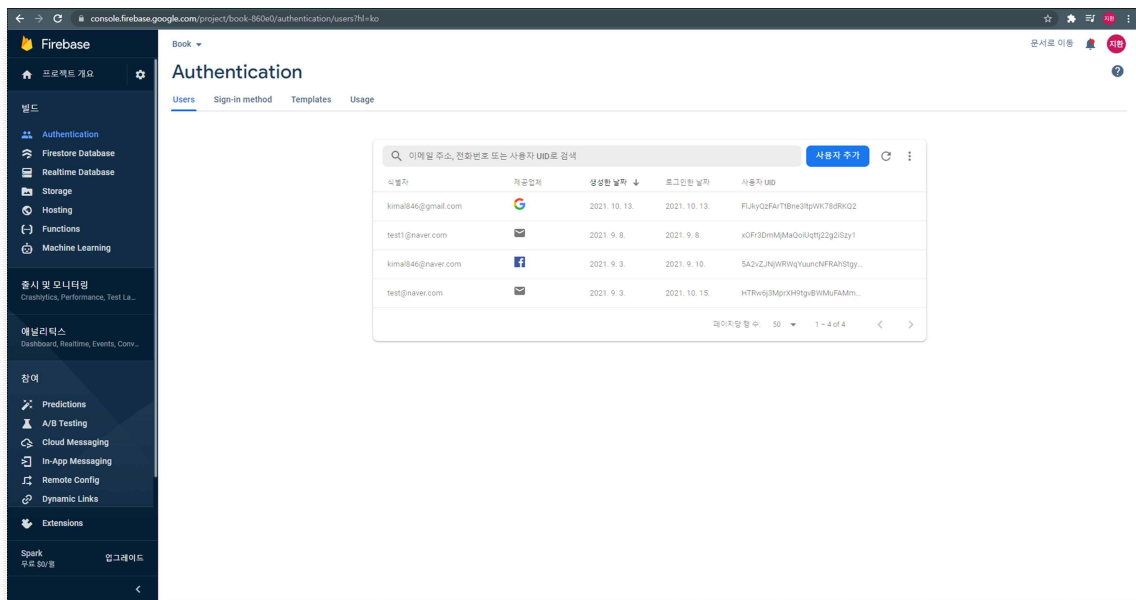 console.firebase.google.com/project/book-860e0/authentication/users?hl=ko
지환
Firebase
프로젝트 개요
빌드
Authentication
Firestore Database
Realtime Database
Storage
Hosting
Functions
Machine Learning
출시 및 모니터링
Crashlytics, Performance, Test La...
애널리틱스
Dashboard, Realtime, Events, Conv...
참여
Predictions
A/B Testing
Cloud Messaging
In-App Messaging
Remote Config
Dynamic Links
Extensions
Spark
무료 $0/월
업그레이드
Book
문서로 이동
지환
Authentication
Users Sign-in method Templates Usage
이메일 주소, 전화번호 또는 사용자 UID로 검색
사용자 추가
식별자 제공업체 생성한 날짜 로그인한 날짜 사용자 UID
kimal846@gmail.com 2021. 10. 13. 2021. 10. 13.
test1@naver.com 2021. 9. 8. 2021. 9. 8.
kimal846@naver.com 2021. 9. 3. 2021. 9. 10.
test@naver.com 2021. 9. 3. 2021. 10. 15.
페이지당 행 수: 50 1 – 4 of 4